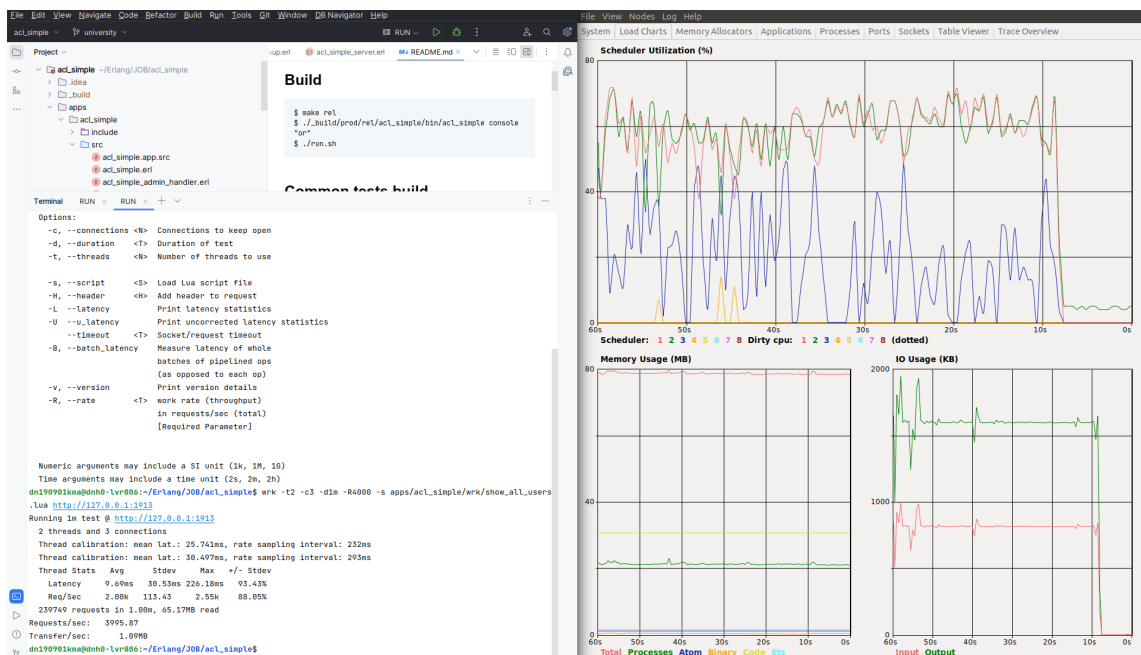 File Edit View Navigate Code Refactor Build Run Tools Git Window DB Navigator Help
acl_simple university RUN
Project
acl_simple ~/Erlang/JOB/acl_simple
.idea
_build
apps
acl_simple
include
src
acl_simple.app.src
acl_simple.erl
acl_simple_admin_handler.erl
sup.erl acl_simple_server.erl README.md
Build
$ make rel
$ ./_build/prod/rel/acl_simple/bin/acl_simple console
"or"
$ ./run.sh
Common tests build
Terminal RUN × RUN ×
Options:
-c, --connections <N> Connections to keep open
-d, --duration <T> Duration of test
-t, --threads <N> Number of threads to use
-s, --script <S> Load Lua script file
-H, --header <H> Add header to request
-L --latency Print latency statistics
-U --u_latency Print uncorrected latency statistics
--timeout <T> Socket/request timeout
-B, --batch_latency Measure latency of whole
batches of pipelined ops
(as opposed to each op)
-v, --version Print version details
-R, --rate <T> work rate (throughput)
in requests/sec (total)
[Required Parameter]
Numeric arguments may include a SI unit (1k, 1M, 1G)
Time arguments may include a time unit (2s, 2m, 2h)
dn190901kma@dnh0-lvr806:~/Erlang/JOB/acl_simple$ wrk -t2 -c3 -d1m -R4000 -s apps/acl_simple/wrk/show_all_users
.lua http://127.0.0.1:1913
Running 1m test @ http://127.0.0.1:1913
2 threads and 3 connections
Thread calibration: mean lat.: 25.741ms, rate sampling interval: 232ms
Thread calibration: mean lat.: 30.497ms, rate sampling interval: 293ms
Thread Stats Avg Stdev Max +/- Stdev
Latency 9.69ms 30.53ms 226.18ms 93.43%
Req/Sec 2.00k 113.43 2.55k 88.05%
239749 requests in 1.00m, 65.17MB read
Requests/sec: 3995.87
Transfer/sec: 1.09MB
dn190901kma@dnh0-lvr806:~/Erlang/JOB/acl_simple$
File View Nodes Log Help
System Load Charts Memory Allocators Applications Processes Ports Sockets Table Viewer Trace Overview
Scheduler Utilization (%)
80
40
0
60s 50s 40s 30s 20s 10s 0s
Scheduler: 1 2 3 4 5 6 7 8 Dirty cpu: 1 2 3 4 5 6 7 8 (dotted)
Memory Usage (MB)
80
40
0
60s 50s 40s 30s 20s 10s 0s
Total Processes Atom Binary Code Ets
IO Usage (KB)
2000
1000
0
60s 50s 40s 30s 20s 10s 0s
Input Output